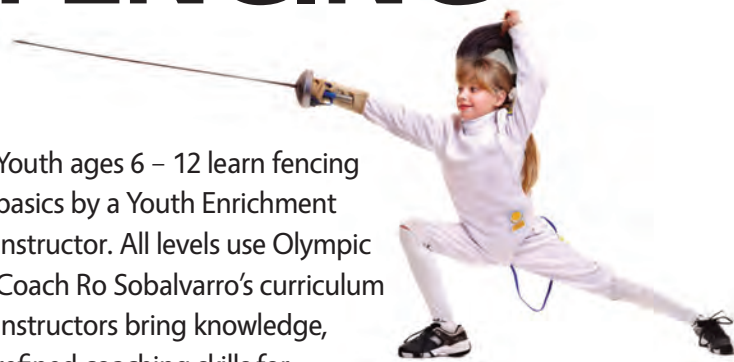 FENCING
Youth ages 6 – 12 learn fencing
basics by a Youth Enrichment
instructor. All levels use Olympic
Coach Ro Sobalvarro’s curriculum
instructors bring knowledge,
refined coaching skills for